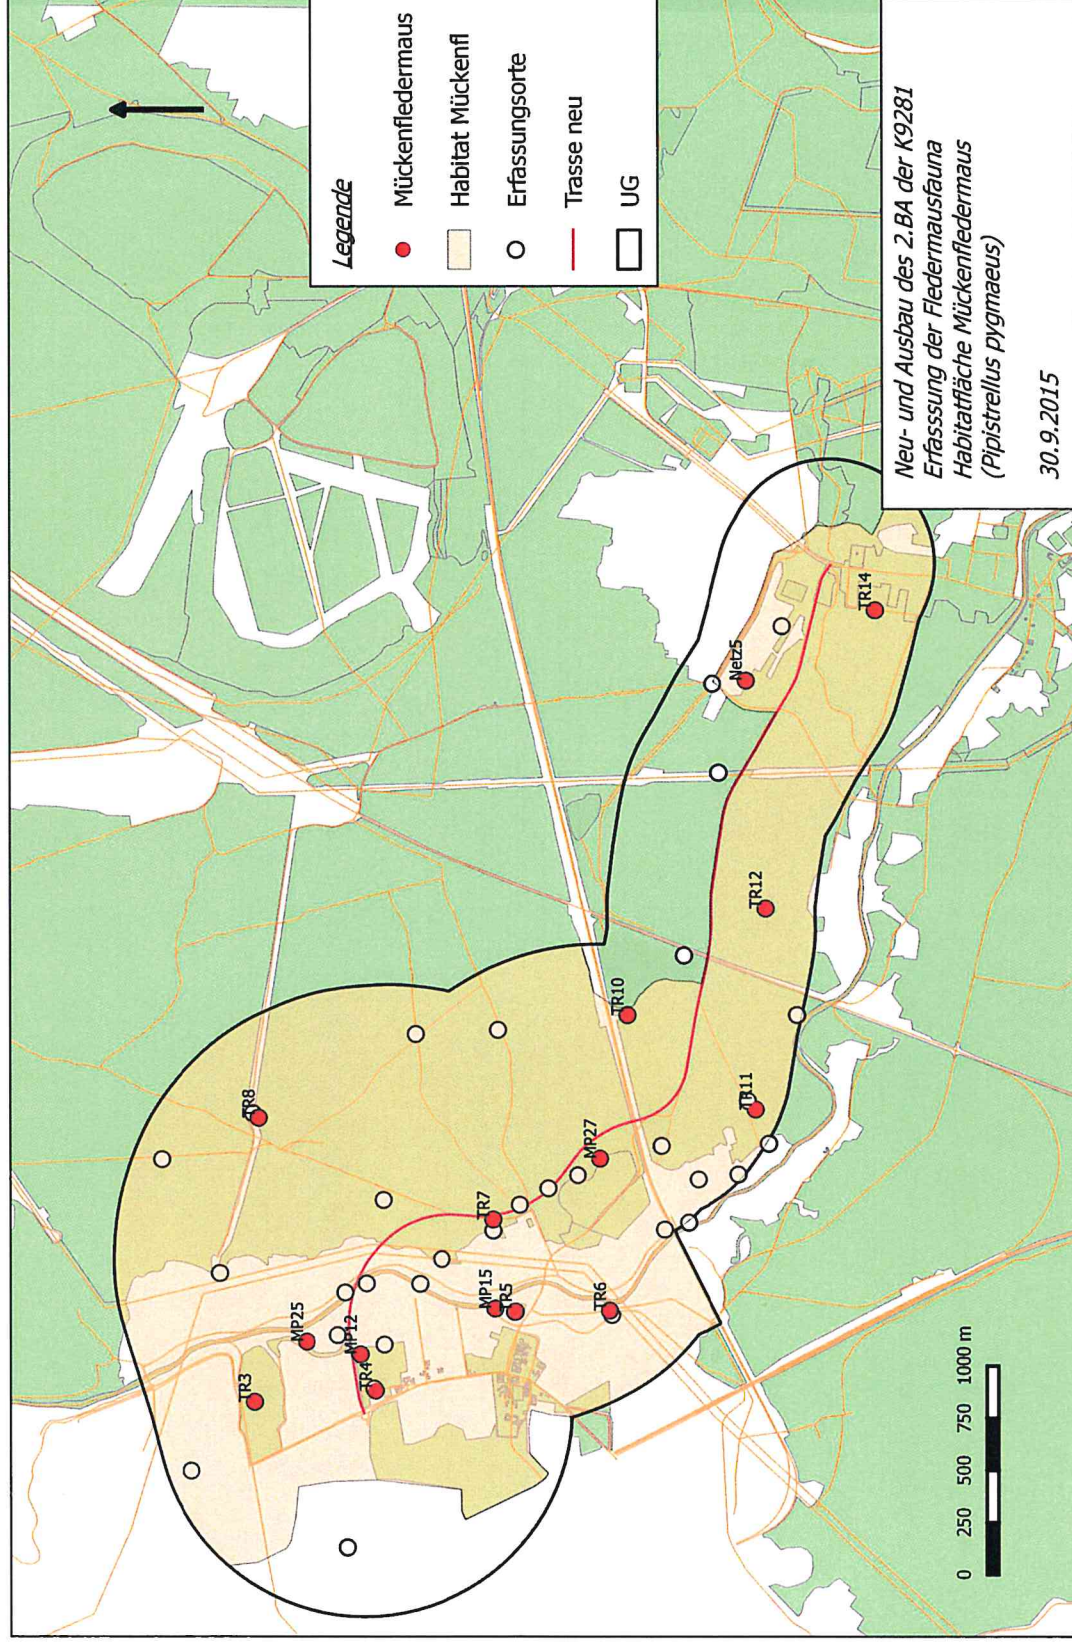 Legende
Mückenfledermaus
Habitat Mückenfl
Erfassungsorte
Trasse neu
UG
TR8
TR3
MP25
MP12
TR4
TR7
MP15
TR5
TR6
MP27
TR10
TR11
TR12
Netz5
TR14
0 250 500 750 1000 m
Neu- und Ausbau des 2.BA der K9281
Erfasssung der Fledermausfauna
Habitatfläche Mückenfledermaus
(Pipistrellus pygmaeus)
30.9.2015